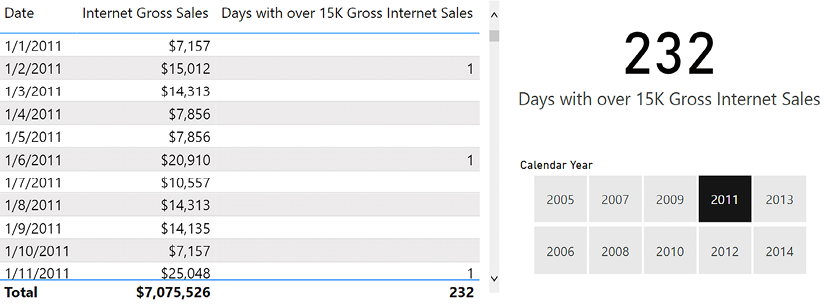 Date Internet Gross Sales Days with over 15K Gross Internet Sales
1/1/2011 $7,157
1/2/2011 $15,012 1
1/3/2011 $14,313
1/4/2011 $7,856
1/5/2011 $7,856
1/6/2011 $20,910 1
1/7/2011 $10,557
1/8/2011 $14,313
1/9/2011 $14,135
1/10/2011 $7,157
1/11/2011 $25,048 1
Total $7,075,526 232
232
Days with over 15K Gross Internet Sales
Calendar Year
2005 2007 2009 2011 2013
2006 2008 2010 2012 2014